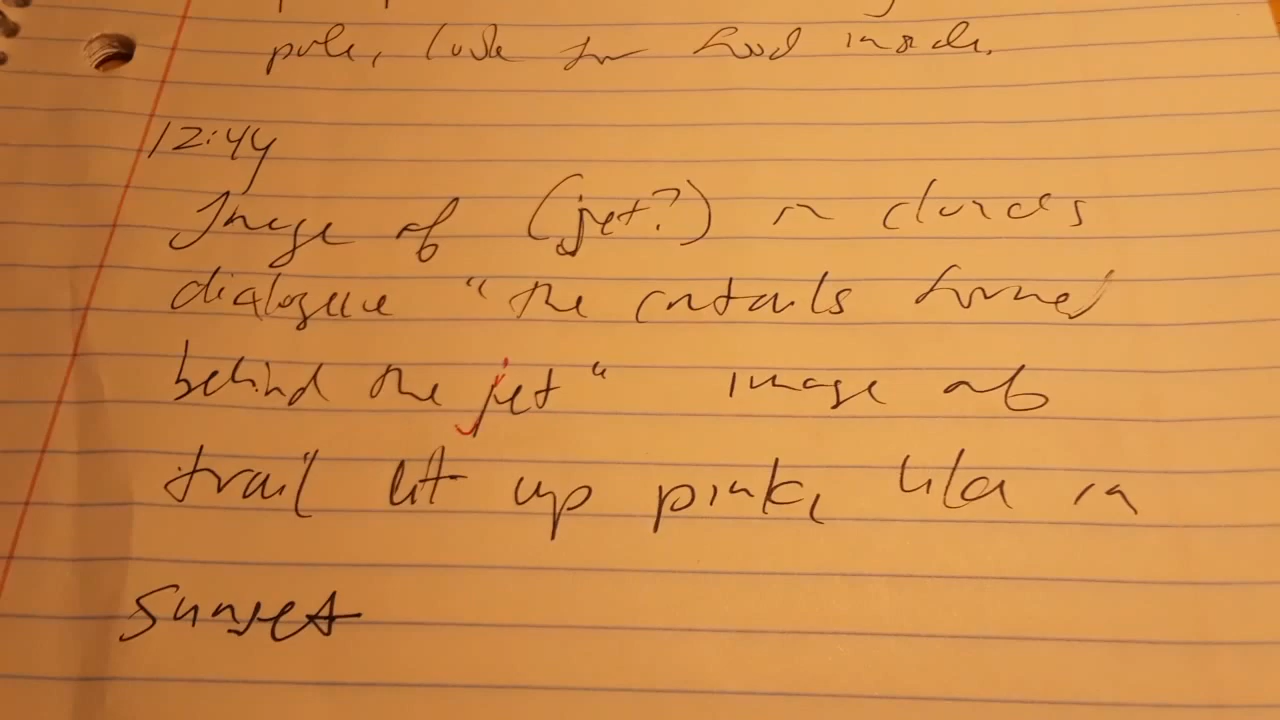 pole, look for food inside.
12:44
Image of (jet?) in clouds
dialogue "the contrails formed
behind the jet" image of
trail lit up pink, like in
sunset